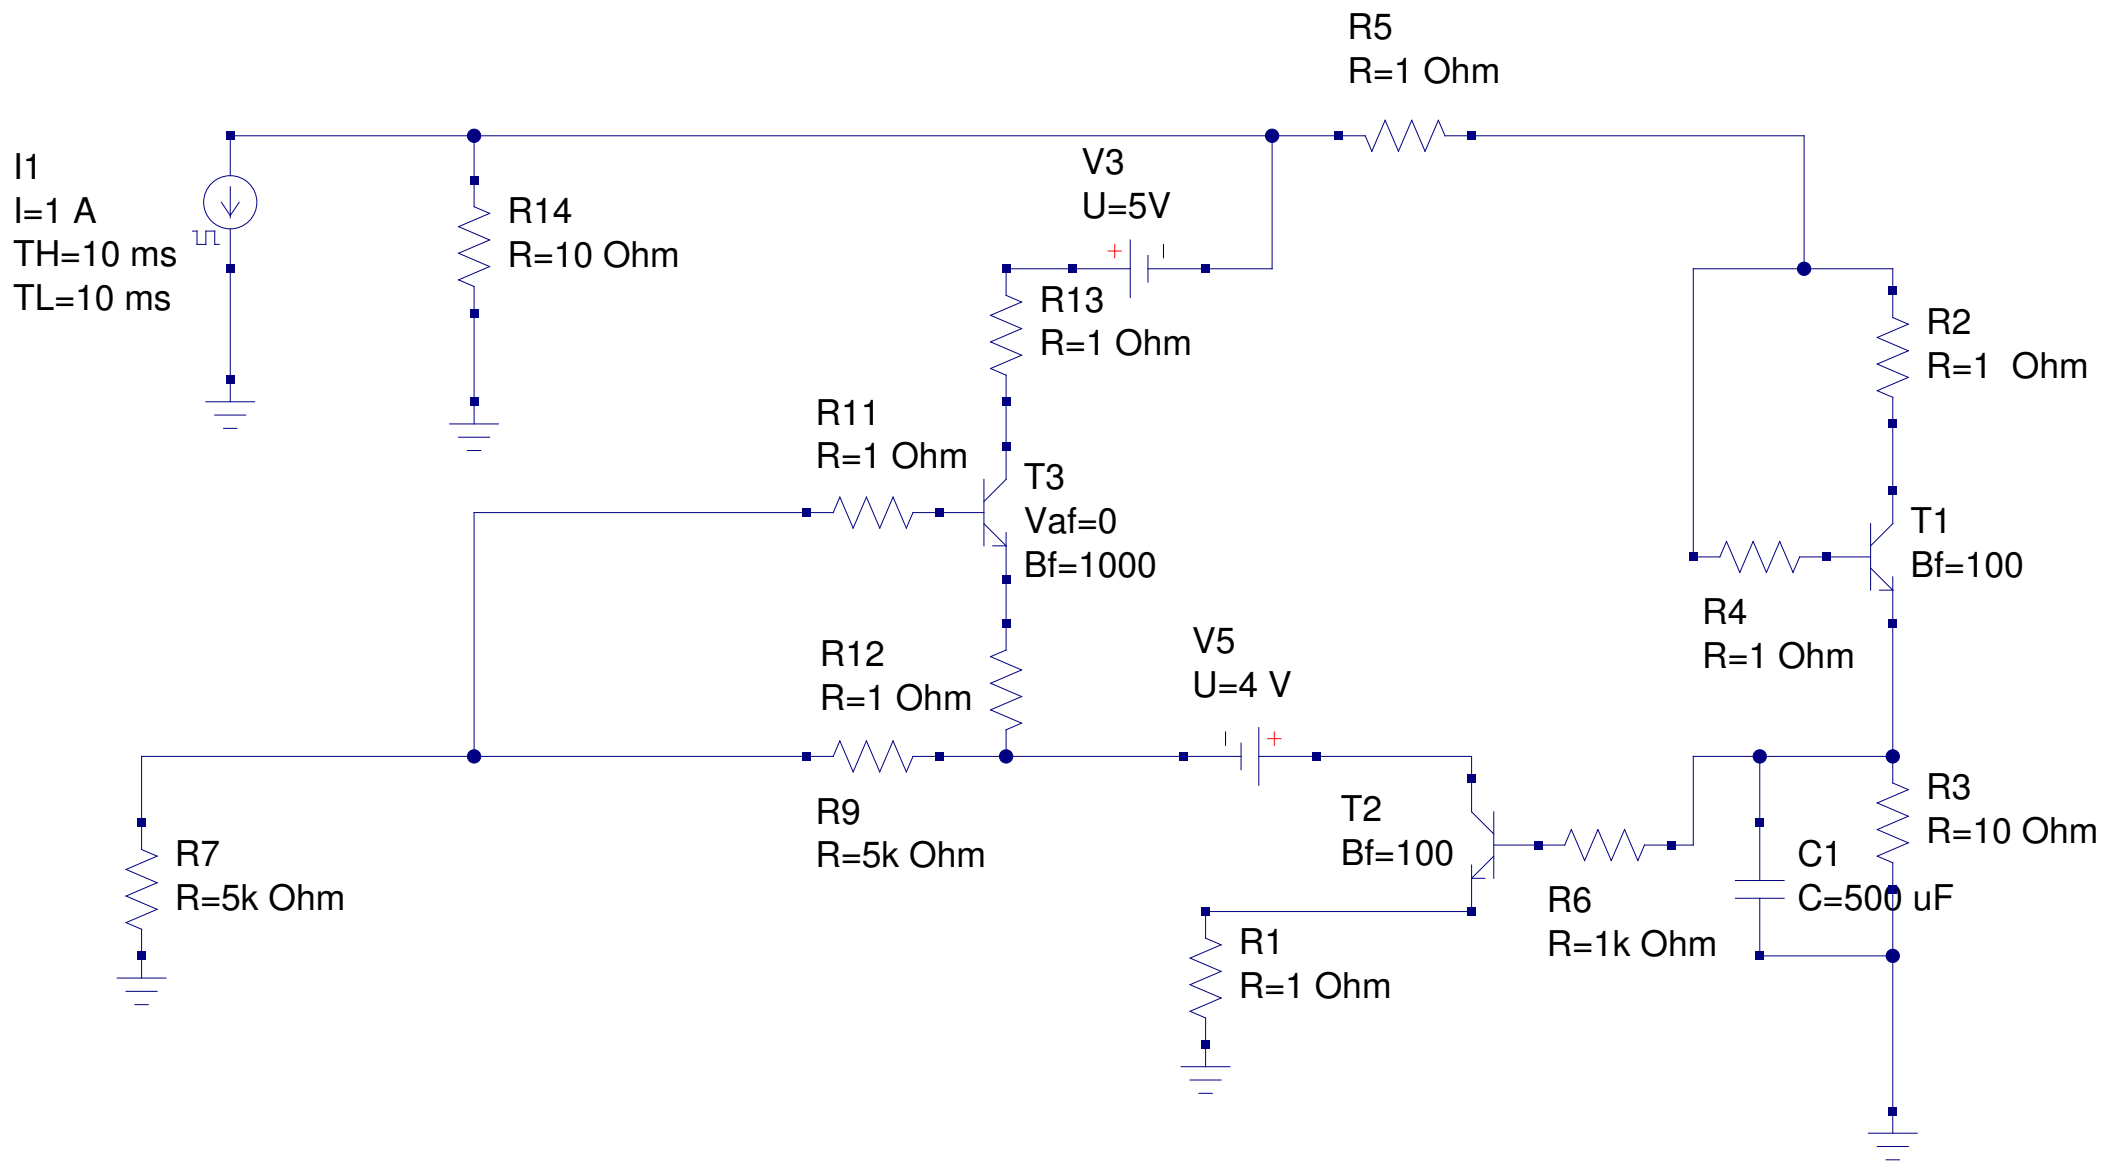 R5
R=1 Ohm
I1
I=1 A
TH=10 ms
TL=10 ms
R14
R=10 Ohm
V3
U=5V
+
-
R13
R=1 Ohm
R2
R=1  Ohm
R11
R=1 Ohm
T3
Vaf=0
Bf=1000
T1
Bf=100
R4
R=1 Ohm
R12
R=1 Ohm
V5
U=4 V
-
+
R9
R=5k Ohm
T2
Bf=100
R3
R=10 Ohm
R7
R=5k Ohm
C1
C=500 uF
R6
R=1k Ohm
R1
R=1 Ohm